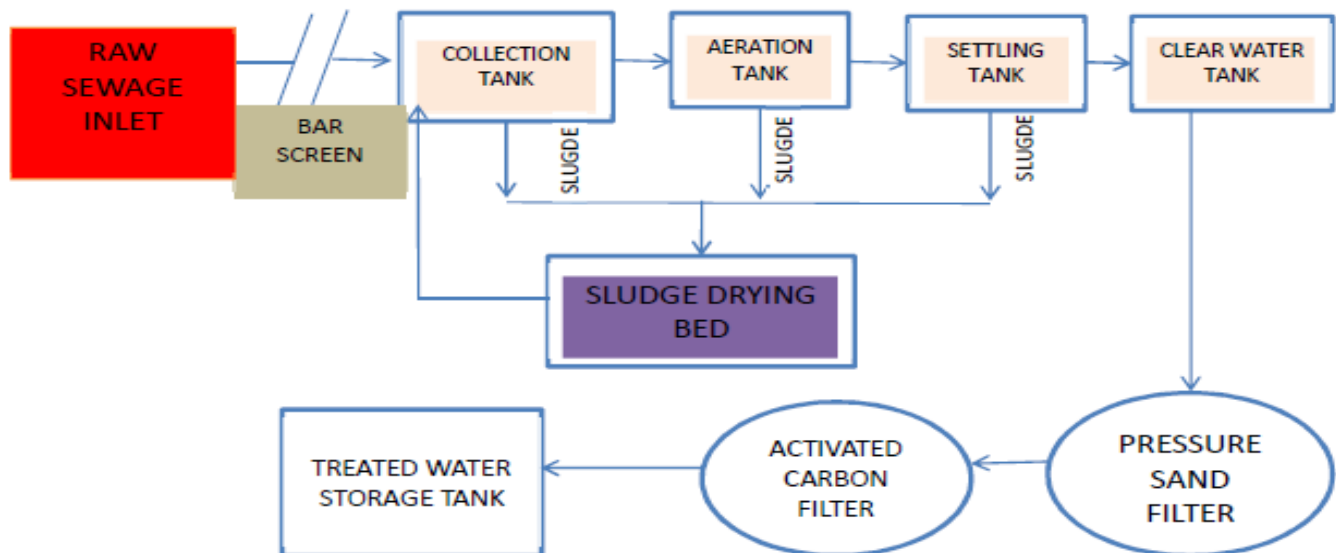 RAW
SEWAGE
INLET
BAR
SCREEN
COLLECTION
TANK
AERATION
TANK
SETTLING
TANK
CLEAR WATER
TANK
SLUGDE
SLUGDE
SLUGDE
SLUDGE DRYING
BED
TREATED WATER
STORAGE TANK
ACTIVATED
CARBON
FILTER
PRESSURE
SAND
FILTER